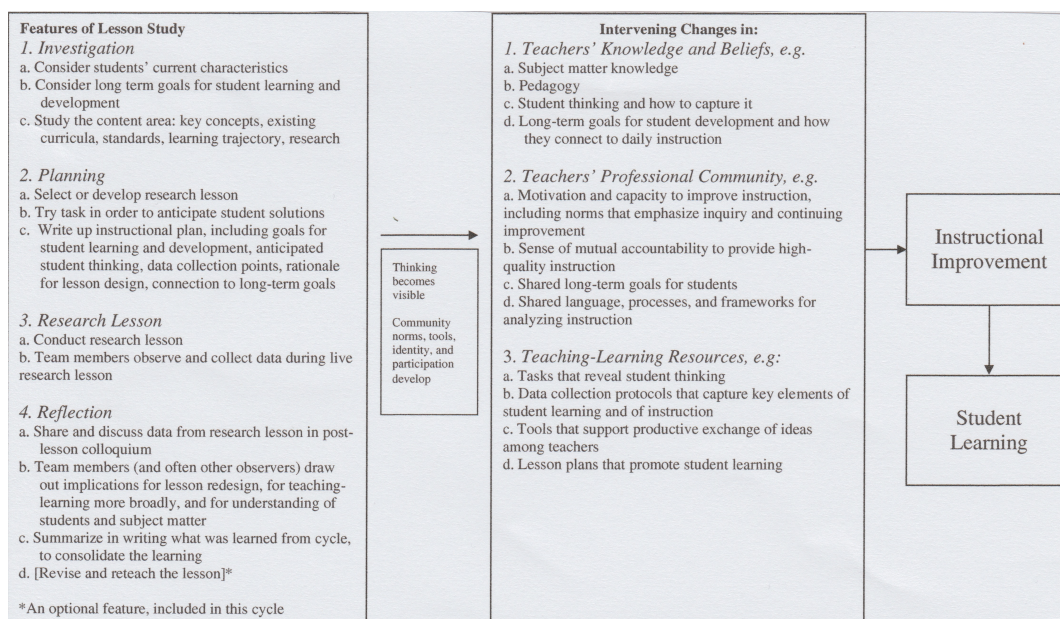 Features of Lesson Study
1. Investigation
a. Consider students' current characteristics
b. Consider long term goals for student learning and
development
c. Study the content area: key concepts, existing
curricula, standards, learning trajectory, research
2. Planning
a. Select or develop research lesson
b. Try task in order to anticipate student solutions
c. Write up instructional plan, including goals for
student learning and development, anticipated
student thinking, data collection points, rationale
for lesson design, connection to long-term goals
3. Research Lesson
a. Conduct research lesson
b. Team members observe and collect data during live
research lesson
4. Reflection
a. Share and discuss data from research lesson in post-
lesson colloquium
b. Team members (and often other observers) draw
out implications for lesson redesign, for teaching-
learning more broadly, and for understanding of
students and subject matter
c. Summarize in writing what was learned from cycle,
to consolidate the learning
d. [Revise and reteach the lesson]*
*An optional feature, included in this cycle
Thinking
becomes
visible
Community
norms, tools,
identity, and
participation
develop
Intervening Changes in:
1. Teachers' Knowledge and Beliefs, e.g.
a. Subject matter knowledge
b. Pedagogy
c. Student thinking and how to capture it
d. Long-term goals for student development and how
they connect to daily instruction
2. Teachers' Professional Community, e.g.
a. Motivation and capacity to improve instruction,
including norms that emphasize inquiry and continuing
improvement
b. Sense of mutual accountability to provide high-
quality instruction
c. Shared long-term goals for students
d. Shared language, processes, and frameworks for
analyzing instruction
3. Teaching-Learning Resources, e.g:
a. Tasks that reveal student thinking
b. Data collection protocols that capture key elements of
student learning and of instruction
c. Tools that support productive exchange of ideas
among teachers
d. Lesson plans that promote student learning
Instructional
Improvement
Student
Learning